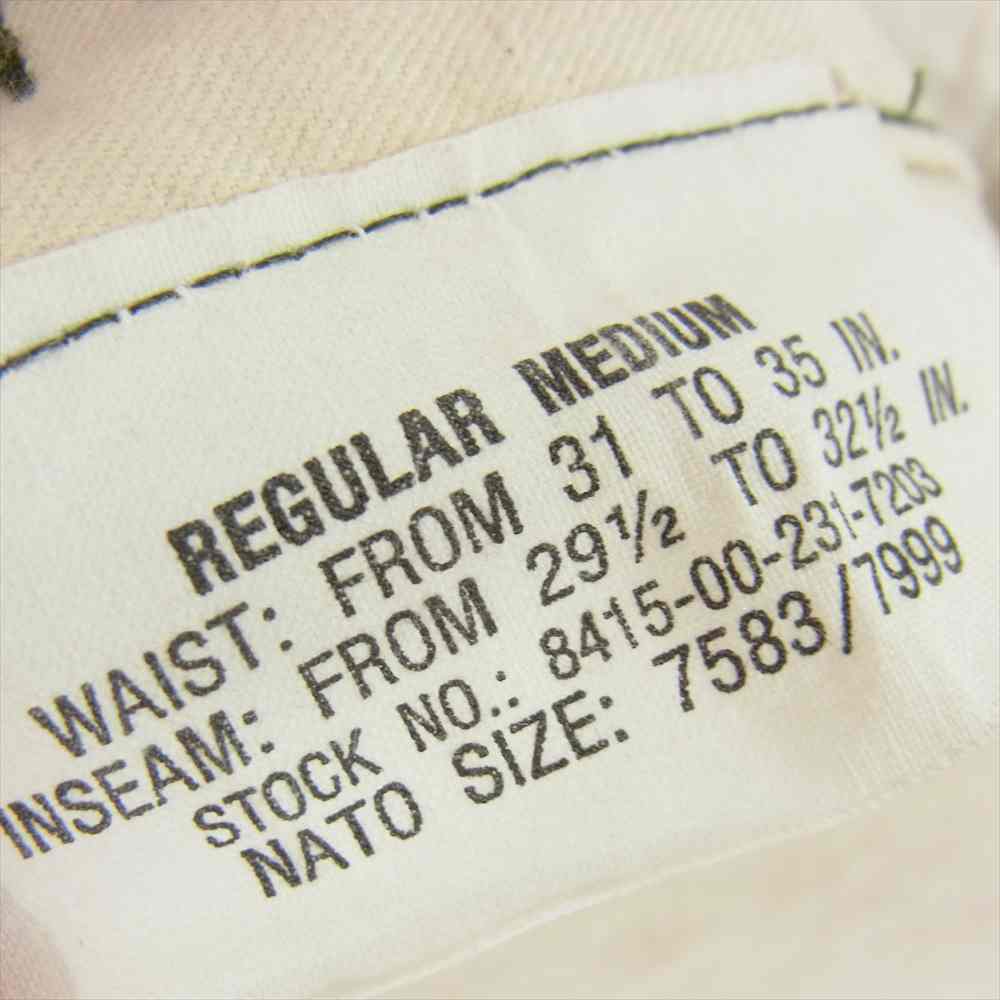 REGULAR MEDIUM
WAIST: FROM 31 TO 35 IN.
INSEAM: FROM 29½ TO 32½ IN.
STOCK NO.: 8415-00-231-7203
NATO SIZE: 7583/7999